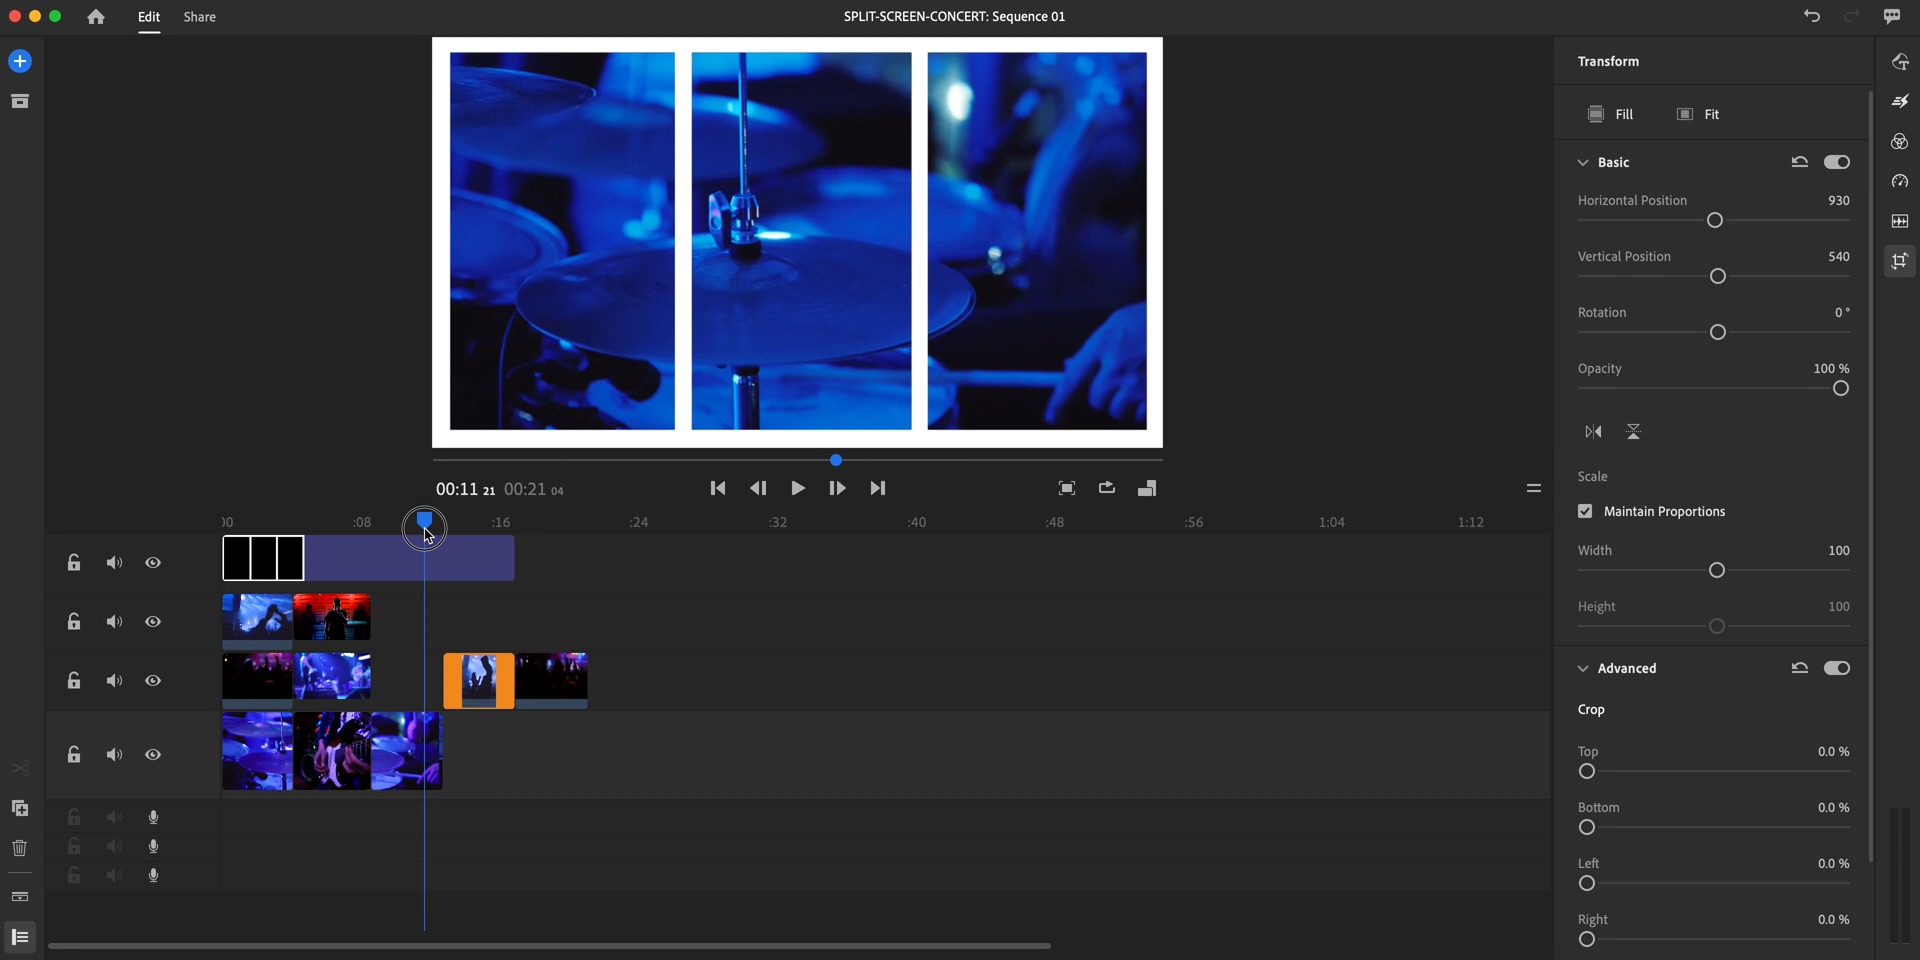 Edit Share SPLIT-SCREEN-CONCERT: Sequence 01
Transform
Fill Fit
Basic
Horizontal Position 930
Vertical Position 540
Rotation 0 °
Opacity 100 %
Scale
Maintain Proportions
Width 100
Height 100
Advanced
Crop
Top 0.0 %
Bottom 0.0 %
Left 0.0 %
Right 0.0 %
00:11 21 00:21 04
:00 :08 :16 :24 :32 :40 :48 :56 1:04 1:12